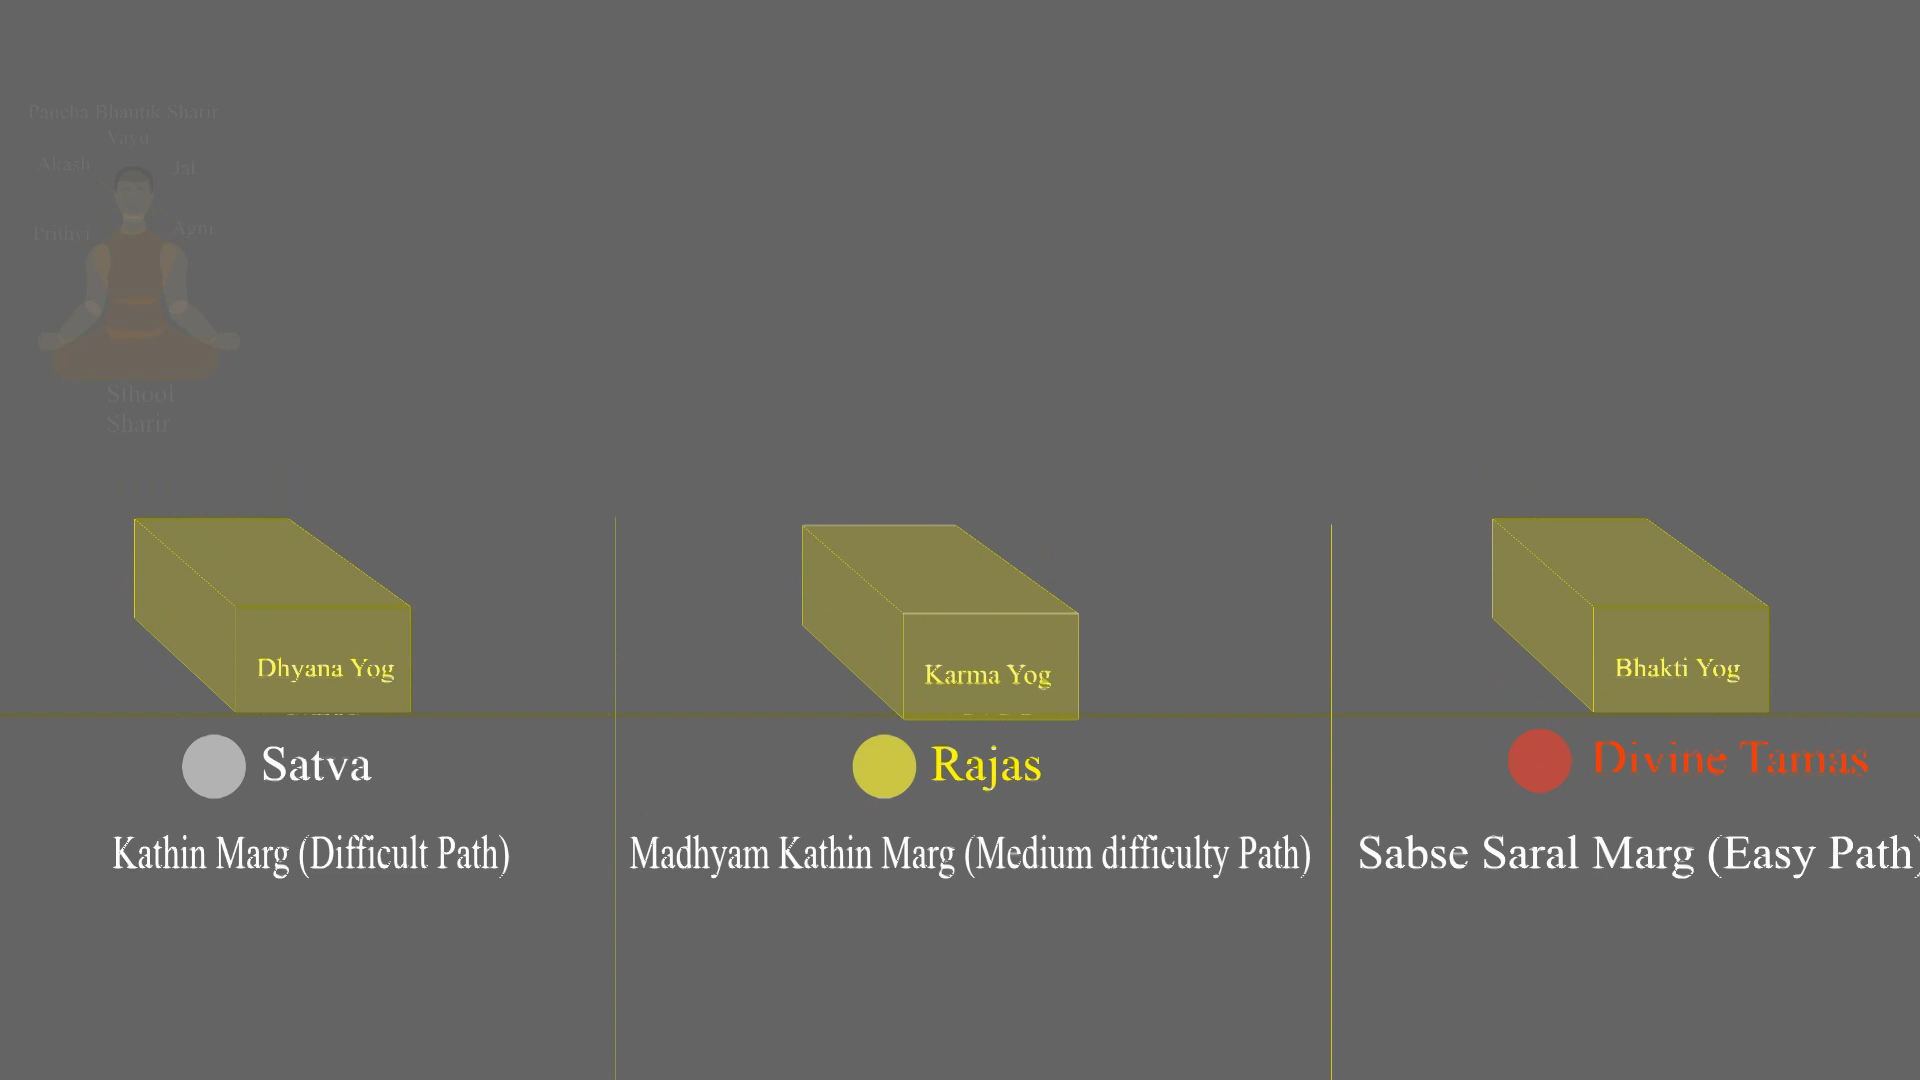 Pancha Bhautik Sharir
Vayu
Akash
Jal
Prithvi
Agni
Sthool
Sharir
Dhyana Yog
Karma Yog
Bhakti Yog
Satva
Rajas
Divine Tamas
Kathin Marg (Difficult Path)
Madhyam Kathin Marg (Medium difficulty Path)
Sabse Saral Marg (Easy Path)